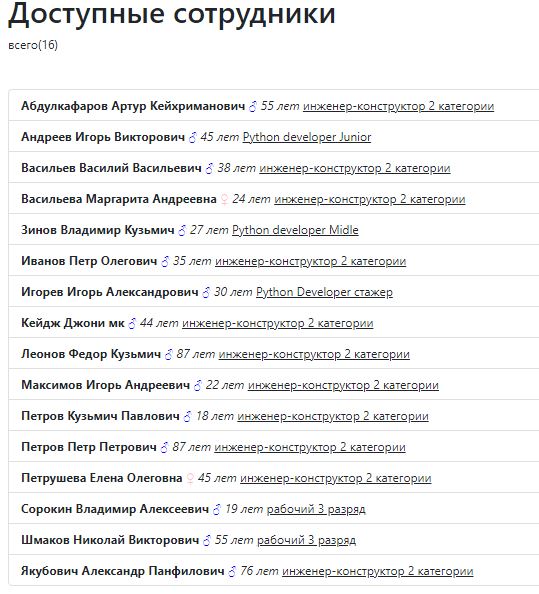 Доступные сотрудники
всего(16)
Абдулкафаров Артур Кейхриманович ♂ 55 лет инженер-конструктор 2 категории
Андреев Игорь Викторович ♂ 45 лет Python developer Junior
Васильев Василий Васильевич ♂ 38 лет инженер-конструктор 2 категории
Васильева Маргарита Андреевна ♀ 24 лет инженер-конструктор 2 категории
Зинов Владимир Кузьмич ♂ 27 лет Python developer Midle
Иванов Петр Олегович ♂ 35 лет инженер-конструктор 2 категории
Игорев Игорь Александрович ♂ 30 лет Python Developer стажер
Кейдж Джони мк ♂ 44 лет инженер-конструктор 2 категории
Леонов Федор Кузьмич ♂ 87 лет инженер-конструктор 2 категории
Максимов Игорь Андреевич ♂ 22 лет инженер-конструктор 2 категории
Петров Кузьмич Павлович ♂ 18 лет инженер-конструктор 2 категории
Петров Петр Петрович ♂ 87 лет инженер-конструктор 2 категории
Петрушева Елена Олеговна ♀ 45 лет инженер-конструктор 2 категории
Сорокин Владимир Алексеевич ♂ 19 лет рабочий 3 разряд
Шмаков Николай Викторович ♂ 55 лет рабочий 3 разряд
Якубович Александр Панфилович ♂ 76 лет инженер-конструктор 2 категории